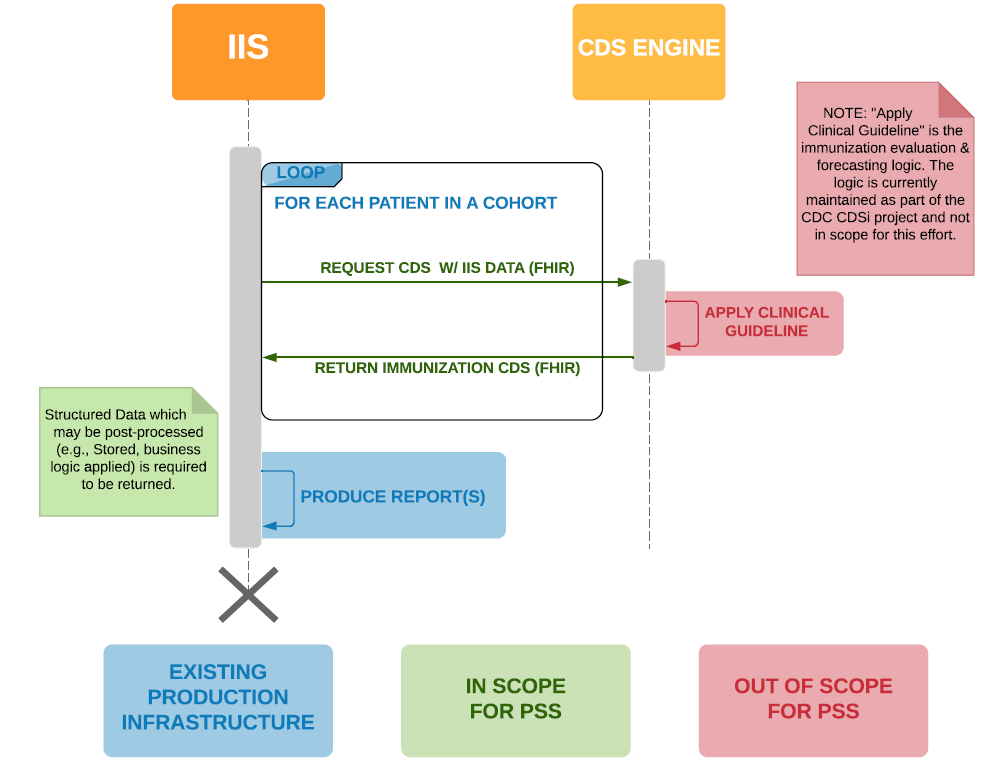 IIS
CDS ENGINE
NOTE: "Apply
Clinical Guideline" is the
immunization evaluation &
forecasting logic. The
logic is currently
maintained as part of the
CDC CDSi project and not
in scope for this effort.
LOOP
FOR EACH PATIENT IN A COHORT
REQUEST CDS W/ IIS DATA (FHIR)
APPLY CLINICAL
GUIDELINE
RETURN IMMUNIZATION CDS (FHIR)
Structured Data which
may be post-processed
(e.g., Stored, business
logic applied) is required
to be returned.
PRODUCE REPORT(S)
EXISTING
PRODUCTION
INFRASTRUCTURE
IN SCOPE
FOR PSS
OUT OF SCOPE
FOR PSS